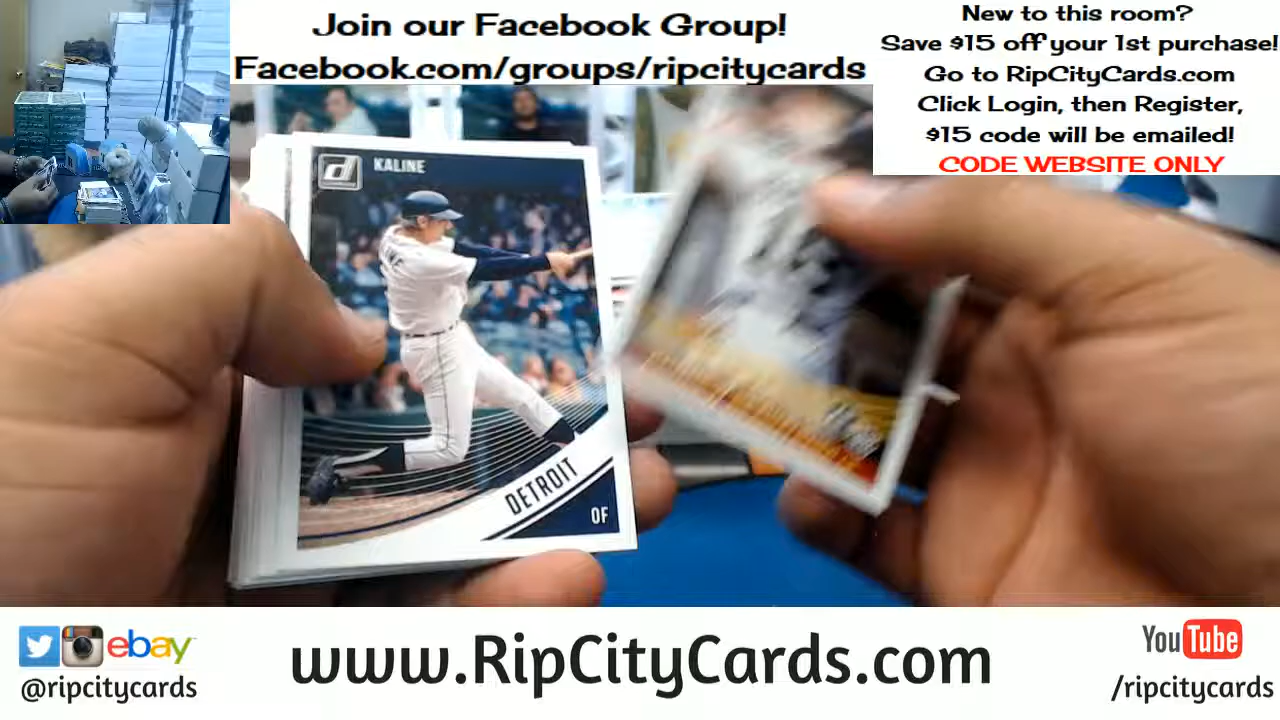 Join our Facebook Group!
Facebook.com/groups/ripcitycards
New to this room?
Save $15 off your 1st purchase!
Go to RipCityCards.com
Click Login, then Register,
$15 code will be emailed!
CODE WEBSITE ONLY
d KALINE
DETROIT
OF
ebay
@ripcitycards
www.RipCityCards.com
YouTube
/ripcitycards